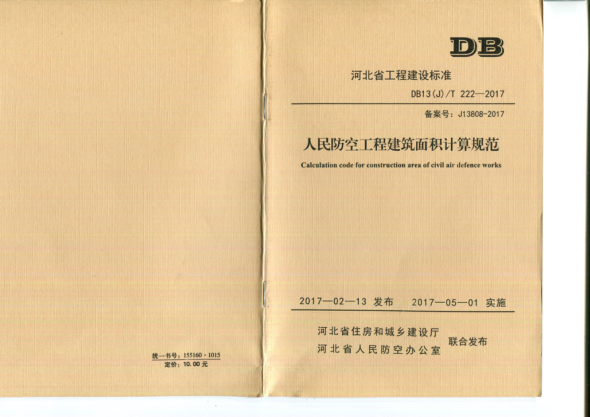 DB
河北省工程建设标准
DB13(J)/T 222—2017
备案号：J13808-2017
人民防空工程建筑面积计算规范
Calculation code for construction area of civil air defence works
2017—02—13 发布 2017—05—01 实施
河北省住房和城乡建设厅
河北省人民防空办公室
联合发布
统一书号：155160·1015
定价：10.00 元